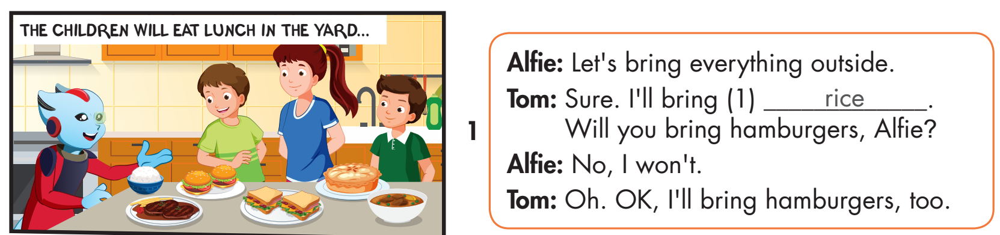 THE CHILDREN WILL EAT LUNCH IN THE YARD...
1
Alfie: Let's bring everything outside.
Tom: Sure. I'll bring (1) ____rice____.
Will you bring hamburgers, Alfie?
Alfie: No, I won't.
Tom: Oh. OK, I'll bring hamburgers, too.